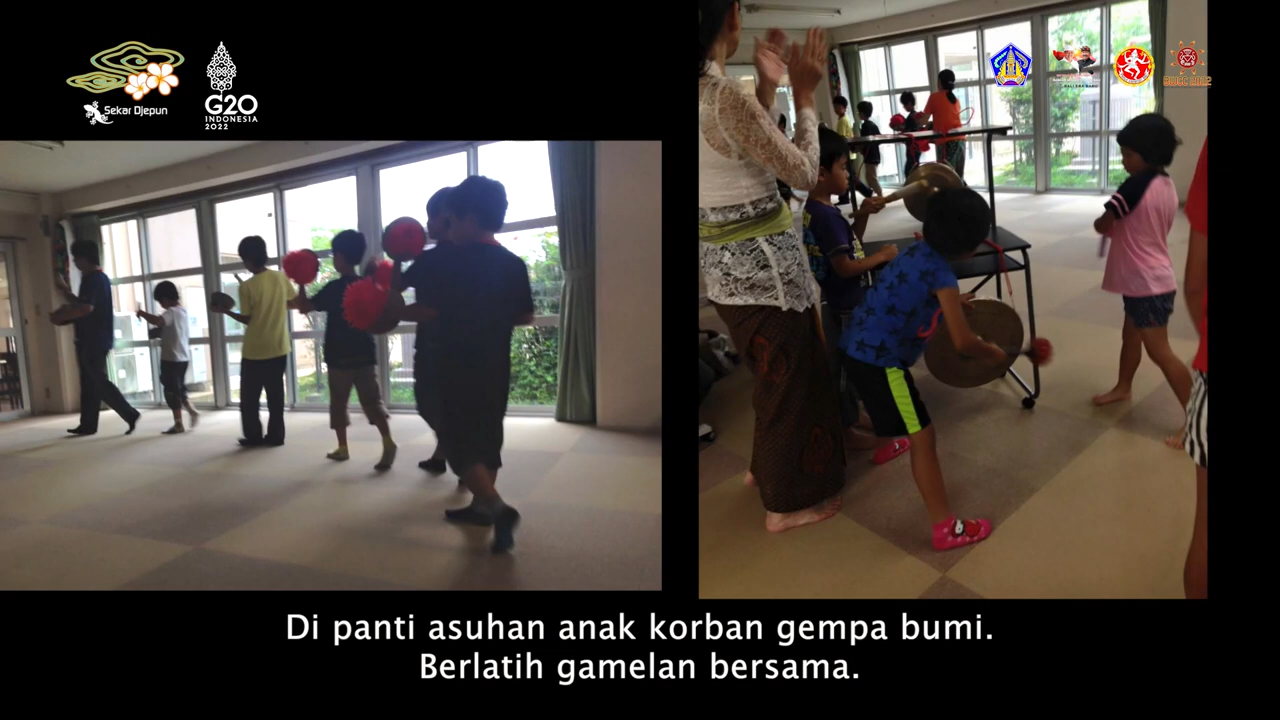 Sekar Djepun
G20
INDONESIA
2022
Di panti asuhan anak korban gempa bumi.
Berlatih gamelan bersama.